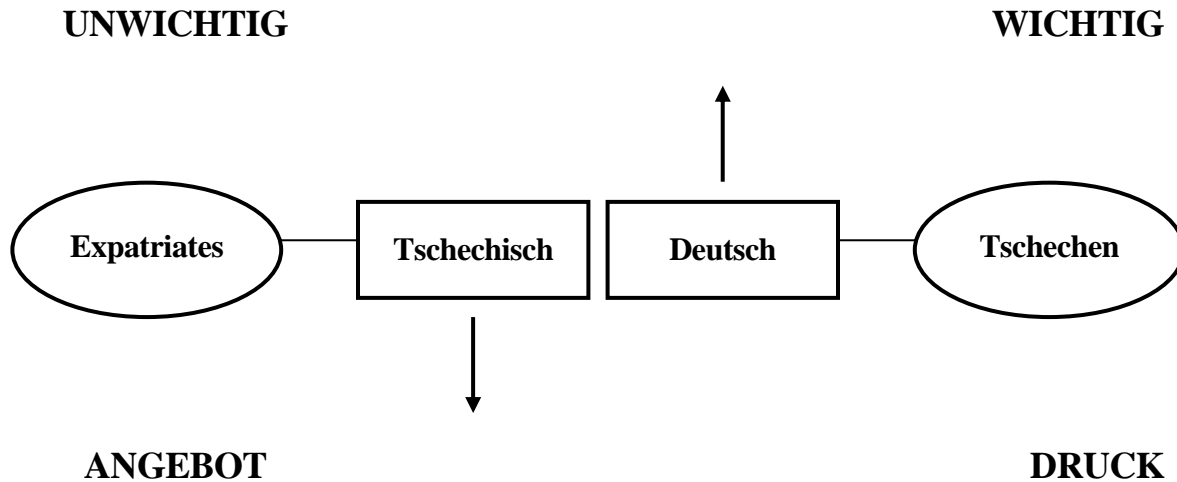 UNWICHTIG
WICHTIG
Expatriates
Tschechisch
Deutsch
Tschechen
ANGEBOT
DRUCK